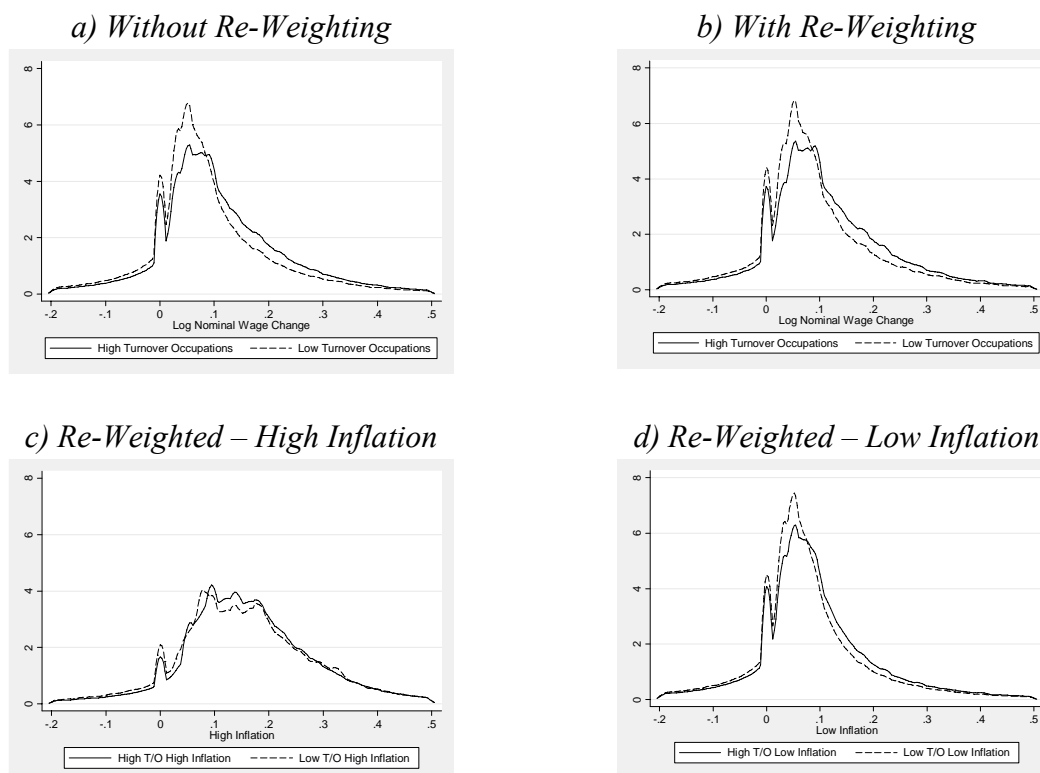 a) Without Re-Weighting
8
6
4
2
0
-.2 -.1 0 .1 .2 .3 .4 .5
Log Nominal Wage Change
High Turnover Occupations Low Turnover Occupations
b) With Re-Weighting
8
6
4
2
0
-.2 -.1 0 .1 .2 .3 .4 .5
Log Nominal Wage Change
High Turnover Occupations Low Turnover Occupations
c) Re-Weighted – High Inflation
8
6
4
2
0
-.2 -.1 0 .1 .2 .3 .4 .5
High Inflation
High T/O High Inflation Low T/O High Inflation
d) Re-Weighted – Low Inflation
8
6
4
2
0
-.2 -.1 0 .1 .2 .3 .4 .5
Low Inflation
High T/O Low Inflation Low T/O Low Inflation